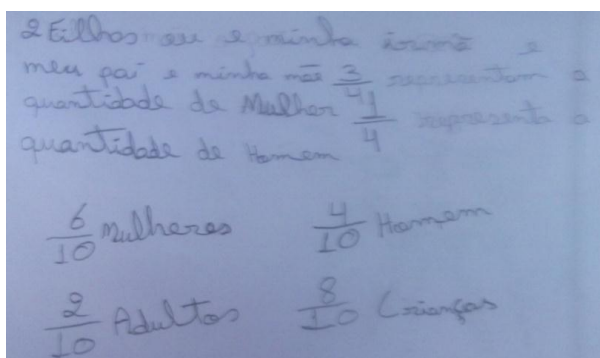 2 Filhos eu e minha irmã e
meu pai e minha mãe 3/4 representam a
quantidade de Mulher 1/4 representa a
quantidade de Homem
6/10 Mulheres 4/10 Homem
2/10 Adultos 8/10 Crianças